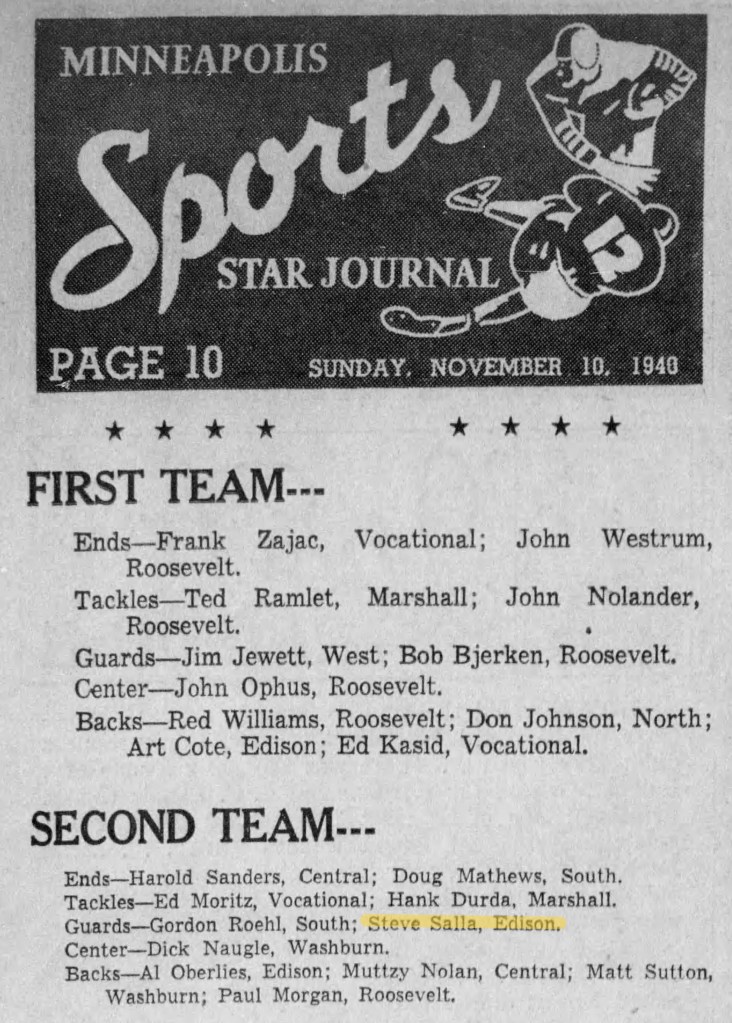 MINNEAPOLIS
Sports
STAR JOURNAL
12
PAGE 10 SUNDAY, NOVEMBER 10, 1940
FIRST TEAM---
Ends—Frank Zajac, Vocational; John Westrum,
Roosevelt.
Tackles—Ted Ramlet, Marshall; John Nolander,
Roosevelt.
Guards—Jim Jewett, West; Bob Bjerken, Roosevelt.
Center—John Ophus, Roosevelt.
Backs—Red Williams, Roosevelt; Don Johnson, North;
Art Cote, Edison; Ed Kasid, Vocational.
SECOND TEAM---
Ends—Harold Sanders, Central; Doug Mathews, South.
Tackles—Ed Moritz, Vocational; Hank Durda, Marshall.
Guards—Gordon Roehl, South; Steve Salla, Edison.
Center—Dick Naugle, Washburn.
Backs—Al Oberlies, Edison; Muttzy Nolan, Central; Matt Sutton,
Washburn; Paul Morgan, Roosevelt.